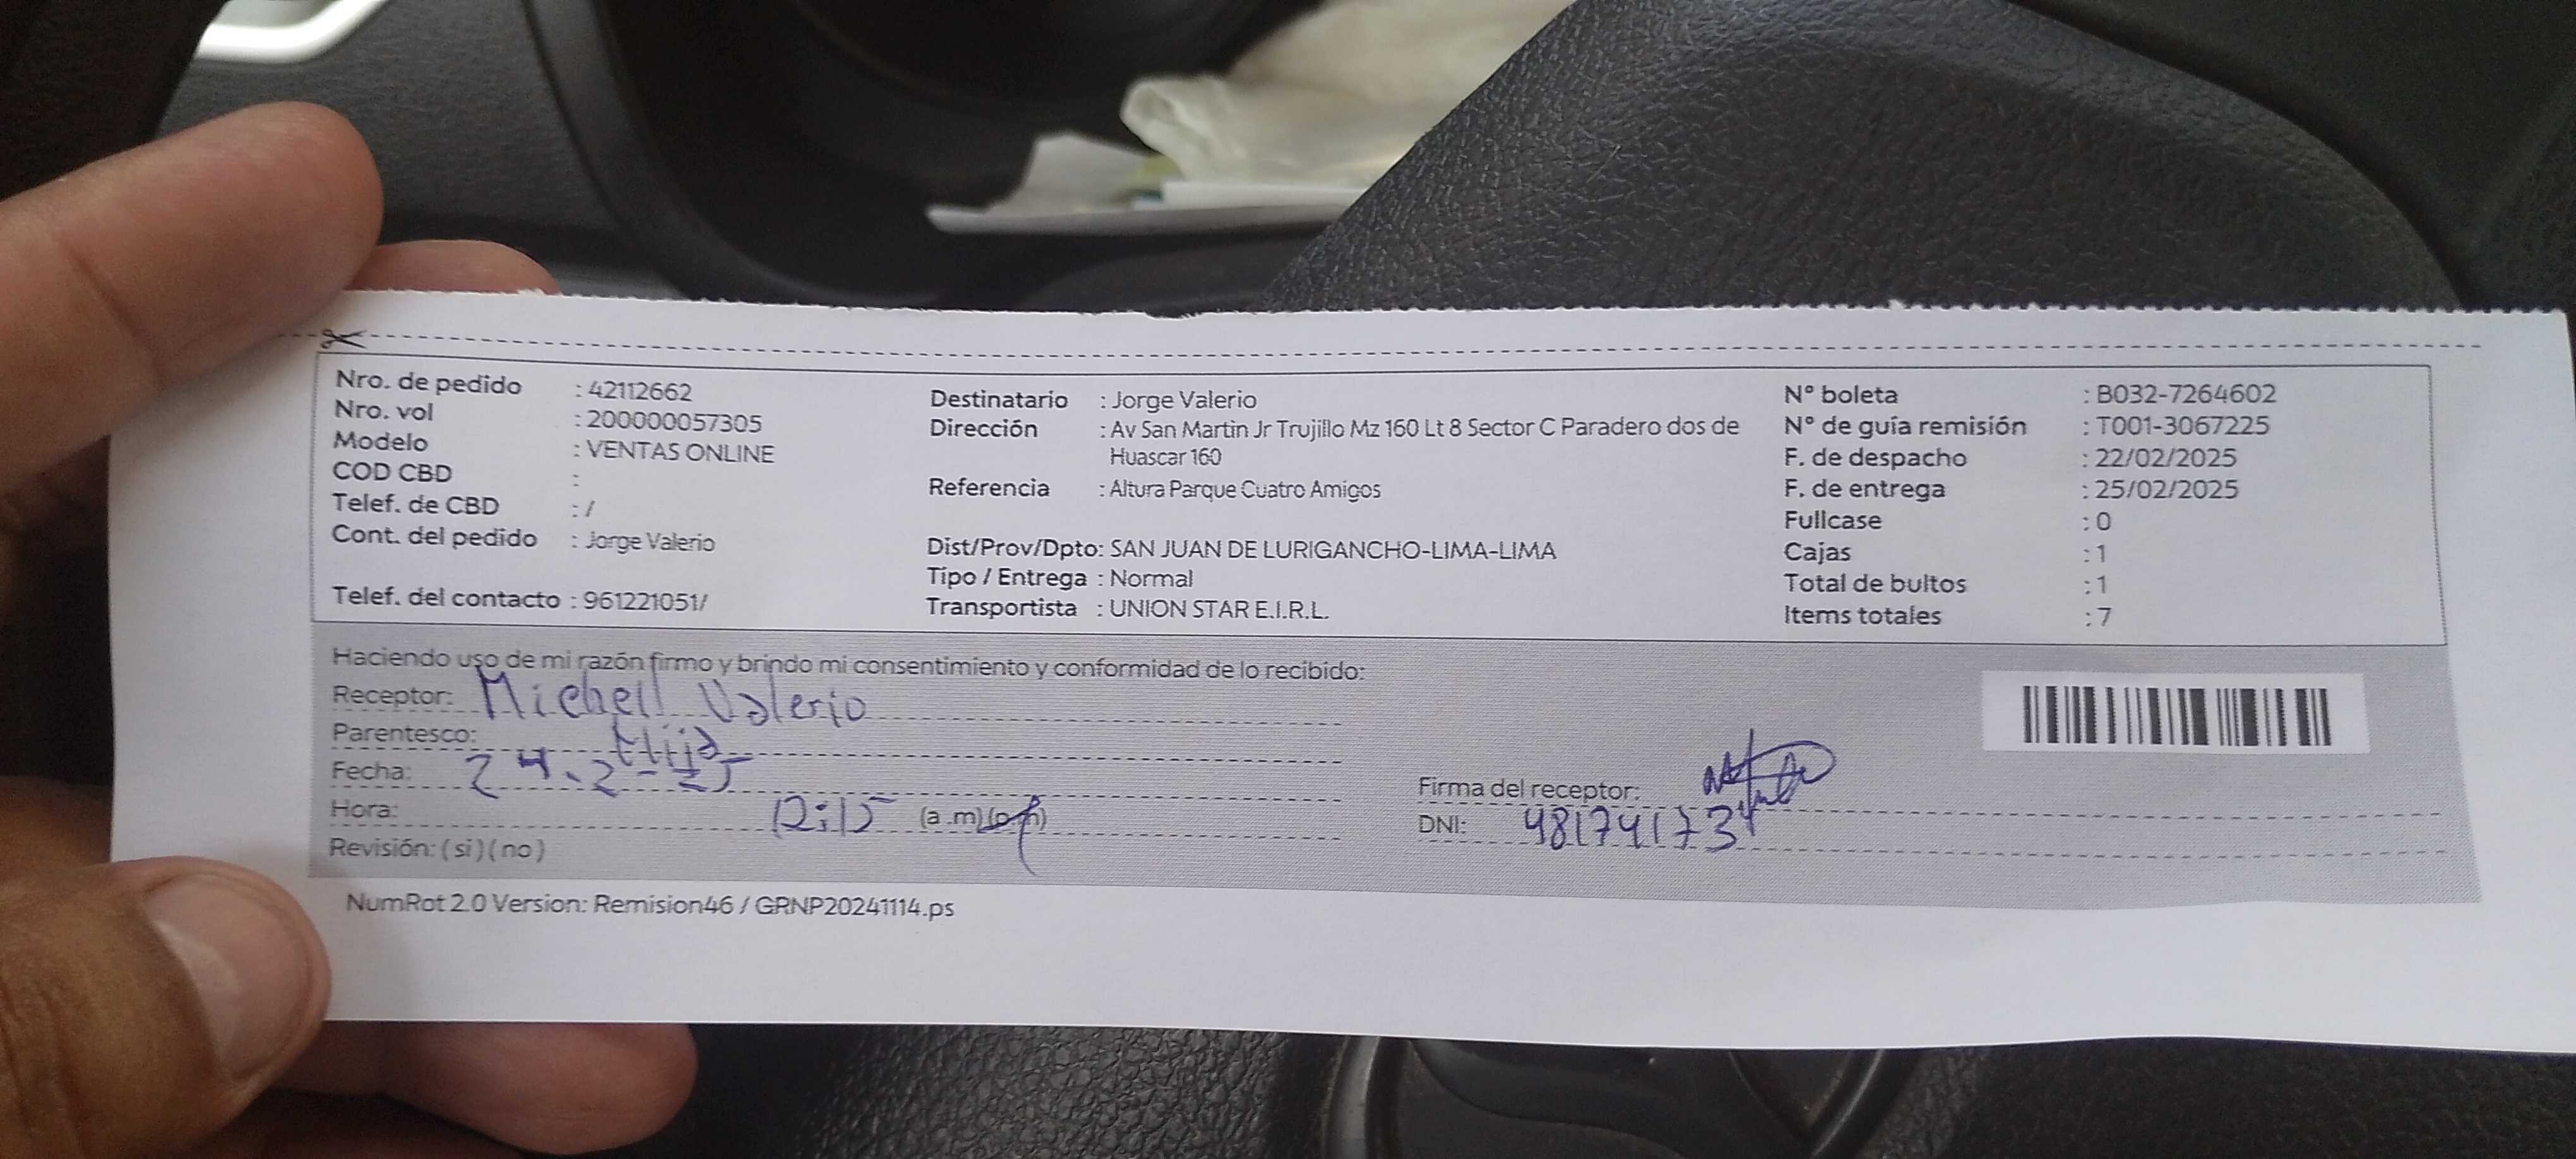 Nro. de pedido : 42112662
Nro. vol : 200000057305
Modelo : VENTAS ONLINE
COD CBD :
Telef. de CBD : /
Cont. del pedido : Jorge Valerio
Telef. del contacto : 961221051/
Destinatario : Jorge Valerio
Dirección : Av San Martin Jr Trujillo Mz 160 Lt 8 Sector C Paradero dos de
Huascar 160
Referencia : Altura Parque Cuatro Amigos
Dist/Prov/Dpto: SAN JUAN DE LURIGANCHO-LIMA-LIMA
Tipo / Entrega : Normal
Transportista : UNION STAR E.I.R.L.
N° boleta : B032-7264602
N° de guía remisión : T001-3067225
F. de despacho : 22/02/2025
F. de entrega : 25/02/2025
Fullcase : 0
Cajas : 1
Total de bultos : 1
Items totales : 7
Haciendo uso de mi razón firmo y brindo mi consentimiento y conformidad de lo recibido:
Receptor: Michell Valerio
Parentesco: Hija
Fecha: 24.2-25
Hora: 12:15 (a.m)(p.m)
Revisión: (si)(no)
Firma del receptor:
DNI:
NumRot 2.0 Version: Remision46 / GRNP20241114.ps